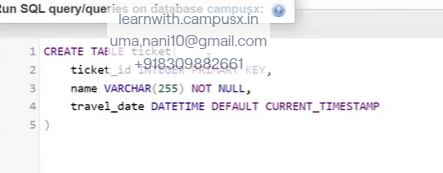 Run SQL query/queries on database campusx:
learnwith.campusx.in
uma.nani10@gmail.com
+918309882661
1 CREATE TABLE ticket(
2 ticket_id INTEGER PRIMARY KEY,
3 name VARCHAR(255) NOT NULL,
4 travel_date DATETIME DEFAULT CURRENT_TIMESTAMP
5 )